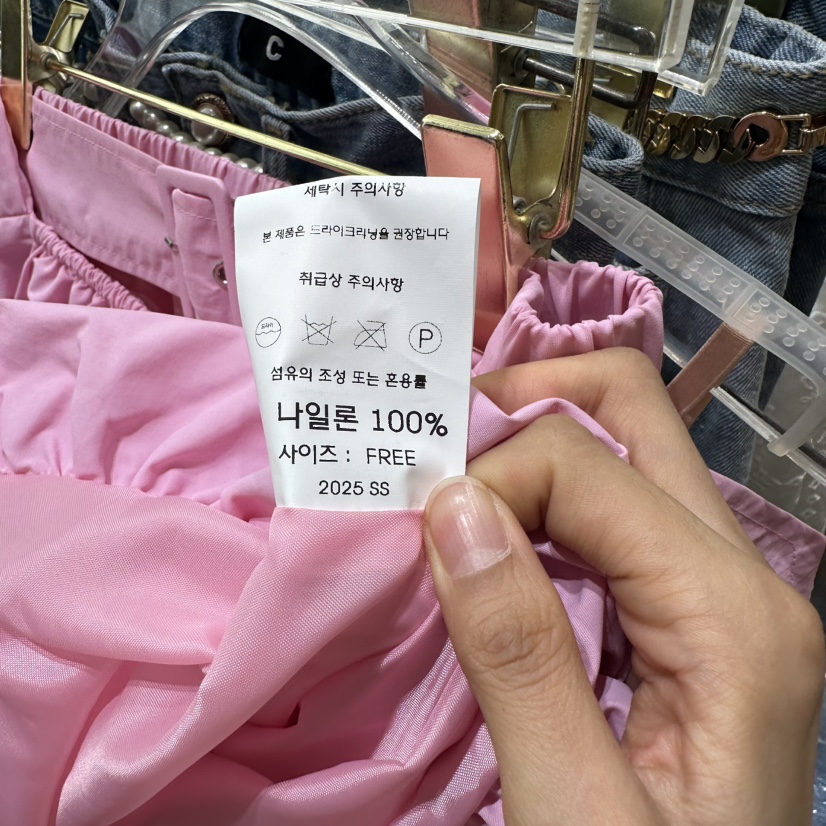 C
세탁시 주의사항
본 제품은 드라이크리닝을 권장합니다
취급상 주의사항
P
섬유의 조성 또는 혼용률
나일론 100%
사이즈 : FREE
2025 SS